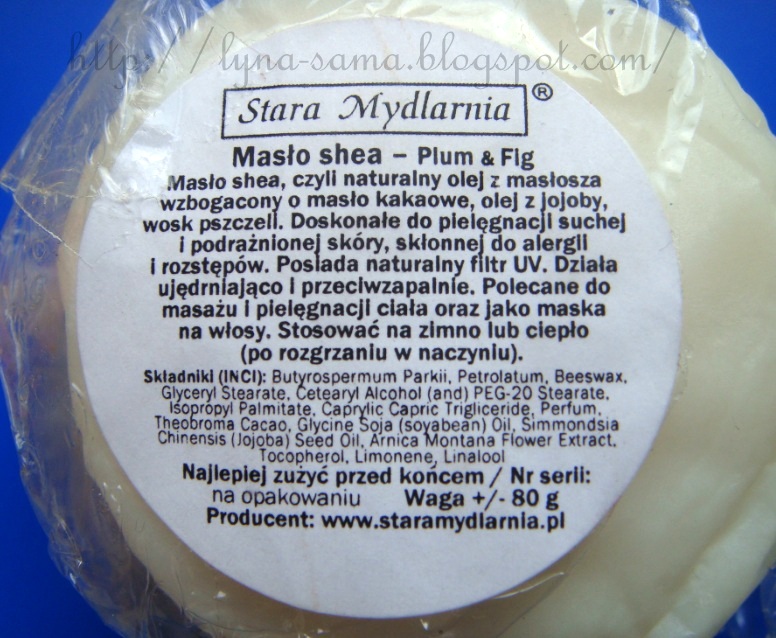 http://lyna-sama.blogspot.com/
Stara Mydlarnia®
Masło shea – Plum & Fig
Masło shea, czyli naturalny olej z masłosza
wzbogacony o masło kakaowe, olej z jojoby,
wosk pszczeli. Doskonałe do pielęgnacji suchej
i podrażnionej skóry, skłonnej do alergii
i rozstępów. Posiada naturalny filtr UV. Działa
ujędrniająco i przeciwzapalnie. Polecane do
masażu i pielęgnacji ciała oraz jako maska
na włosy. Stosować na zimno lub ciepło
(po rozgrzaniu w naczyniu).
Składniki (INCI): Butyrospermum Parkii, Petrolatum, Beeswax,
Glyceryl Stearate, Cetearyl Alcohol (and) PEG-20 Stearate,
Isopropyl Palmitate, Caprylic Capric Trigliceride, Perfum,
Theobroma Cacao, Glycine Soja (soyabean) Oil, Simmondsia
Chinensis (Jojoba) Seed Oil, Arnica Montana Flower Extract,
Tocopherol, Limonene, Linalool
Najlepiej zużyć przed końcem / Nr serii:
na opakowaniu Waga +/- 80 g
Producent: www.staramydlarnia.pl